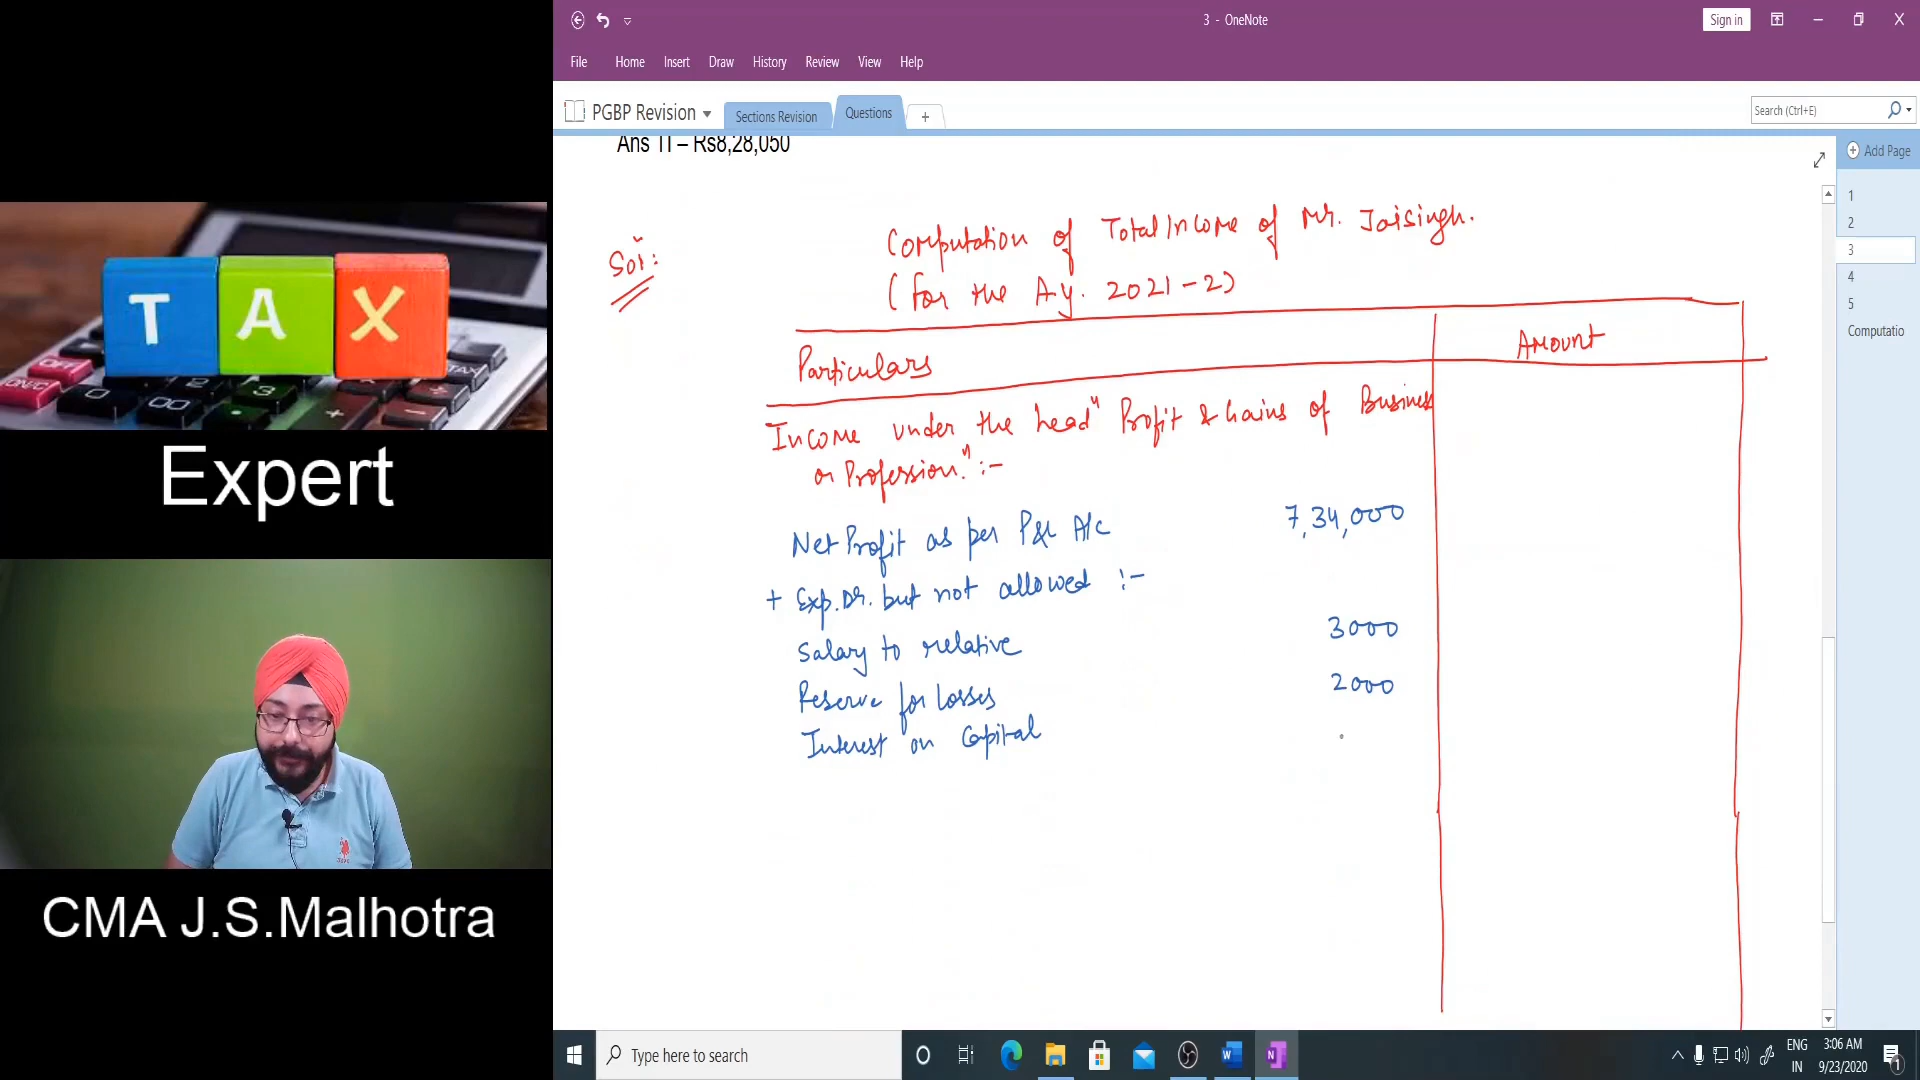 3 - OneNote
Sign in
File Home Insert Draw History Review View Help
PGBP Revision
Sections Revision
Questions
+
Search (Ctrl+E)
Ans TI – Rs8,28,050
Add Page
1
2
3
4
5
Computatio
TAX
Expert
CMA J.S.Malhotra
Sol:
Computation of Total Income of Mr. Jaisingh.
(for the A.y. 2021-22)
Particulars Amount
Income under the head "Profit & Gains of Business
or Profession" :-
Net Profit as per P&L A/c 7,34,000
+ Exp. Dr. but not allowed :-
Salary to relative 3000
Reserve for losses 2000
Interest on Capital
Type here to search
ENG
IN
3:06 AM
9/23/2020